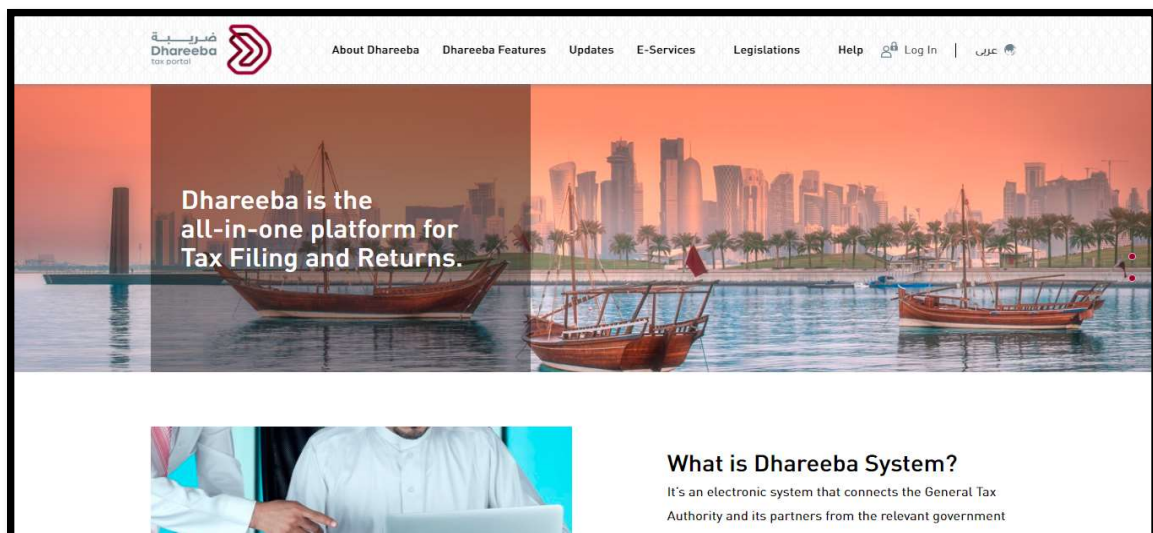 ضريبة
Dhareeba
tax portal
About Dhareeba Dhareeba Features Updates E-Services Legislations Help Log In | عربى
Dhareeba is the
all-in-one platform for
Tax Filing and Returns.
What is Dhareeba System?
It's an electronic system that connects the General Tax
Authority and its partners from the relevant government